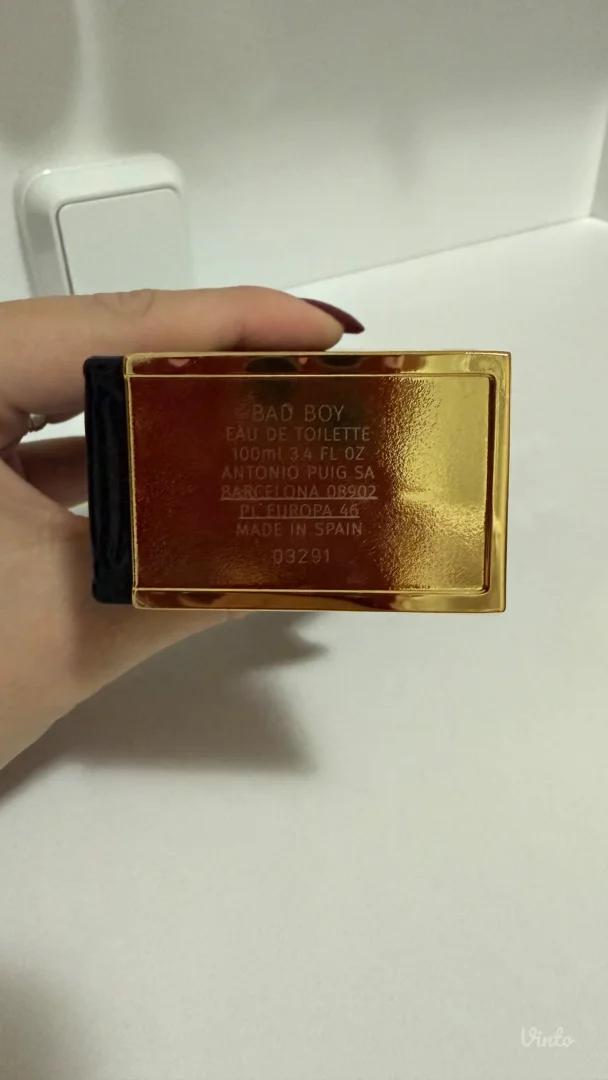 BAD BOY
EAU DE TOILETTE
100ml 3.4 FL OZ
ANTONIO PUIG SA
BARCELONA 08902
PL EUROPA 46
MADE IN SPAIN
03291
Vinto